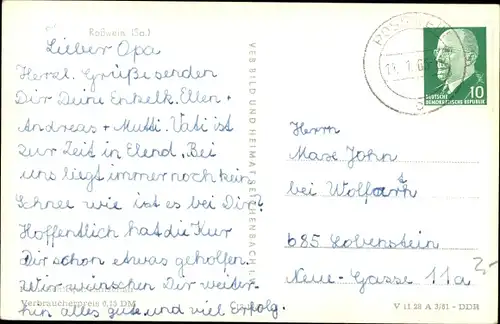 Roßwein (Sa.)
Lieber Opa
Herzl. Grüße senden
Dir Deine Enkelk. Ellen +
Andreas + Mutti. Vati ist
zur Zeit in Elend. Bei
uns liegt immer noch kein
Schnee wie ist es bei Dir?
Hoffentlich hat die Kur
Dir schon etwas geholfen.
Wir wünschen Dir weiter-
hin alles gute und viel Erfolg.
Verbraucherpreis 0,15 DM
VEB BILD UND HEIMAT REICHENBACH I. V.
10
DEUTSCHE
DEMOKRATISCHE REPUBLIK
Herrn
Max John
bei Wolfarth
685 Lobenstein
Neue-Gasse 11a
V 11 28 A 3/61 - DDR